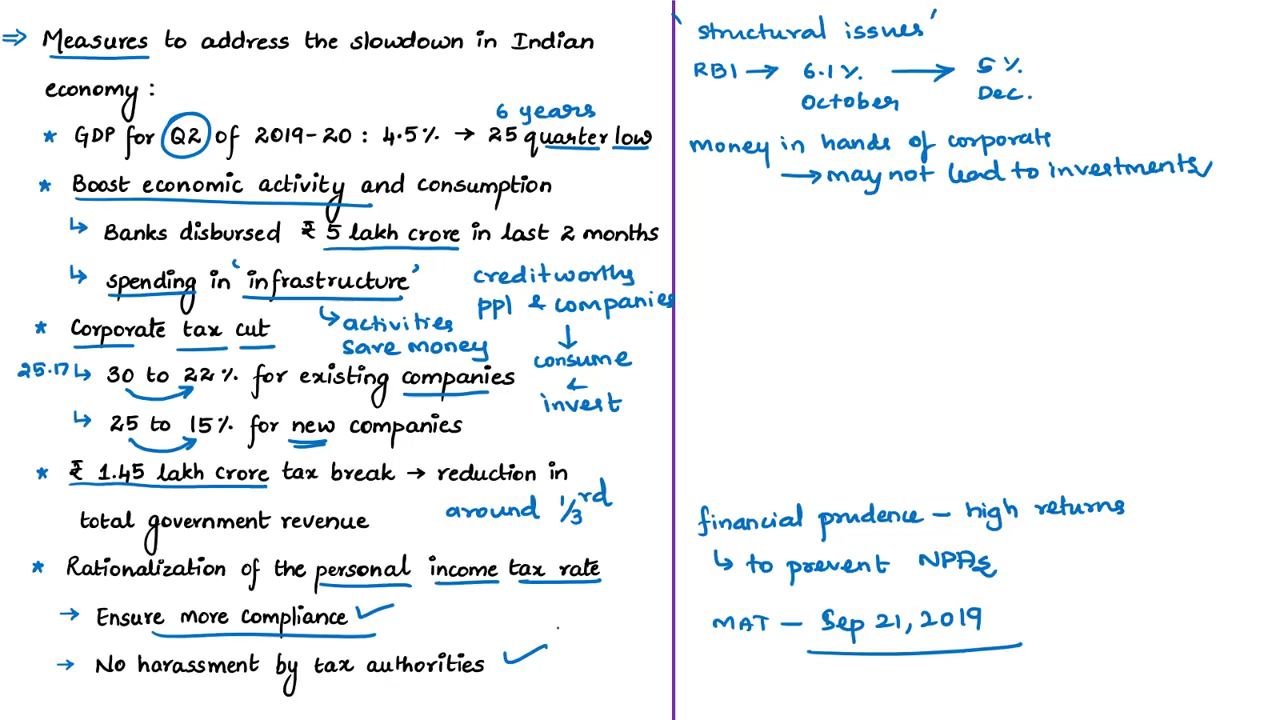 ⇒ Measures to address the slowdown in Indian
economy :
6 years
* GDP for Q2 of 2019-20 : 4.5% → 25 quarter low
* Boost economic activity and consumption
↳ Banks disbursed ₹ 5 lakh crore in last 2 months
↳ spending in 'infrastructure'
↳ activities
save money
creditworthy
ppl & companies
↓
consume
←
invest
* Corporate tax cut
25.17 ↳ 30 to 22% for existing companies
↳ 25 to 15% for new companies
* ₹ 1.45 lakh crore tax break → reduction in
total government revenue
around 1/3rd
* Rationalization of the personal income tax rate
→ Ensure more compliance ✓
→ No harassment by tax authorities ✓
'structural issues'
RBI → 6.1% → 5%
October Dec.
money in hands of corporate
→ may not lead to investments
financial prudence – high returns
↳ to prevent NPAs
MAT – Sep 21, 2019